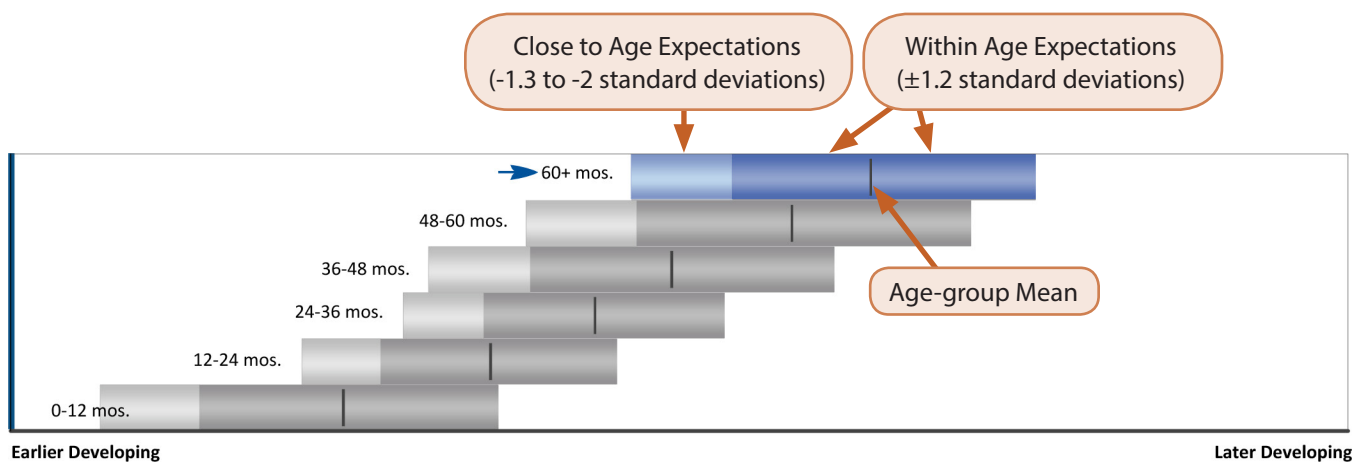 Close to Age Expectations
(-1.3 to -2 standard deviations)
Within Age Expectations
(±1.2 standard deviations)
60+ mos.
48-60 mos.
36-48 mos.
Age-group Mean
24-36 mos.
12-24 mos.
0-12 mos.
Earlier Developing
Later Developing